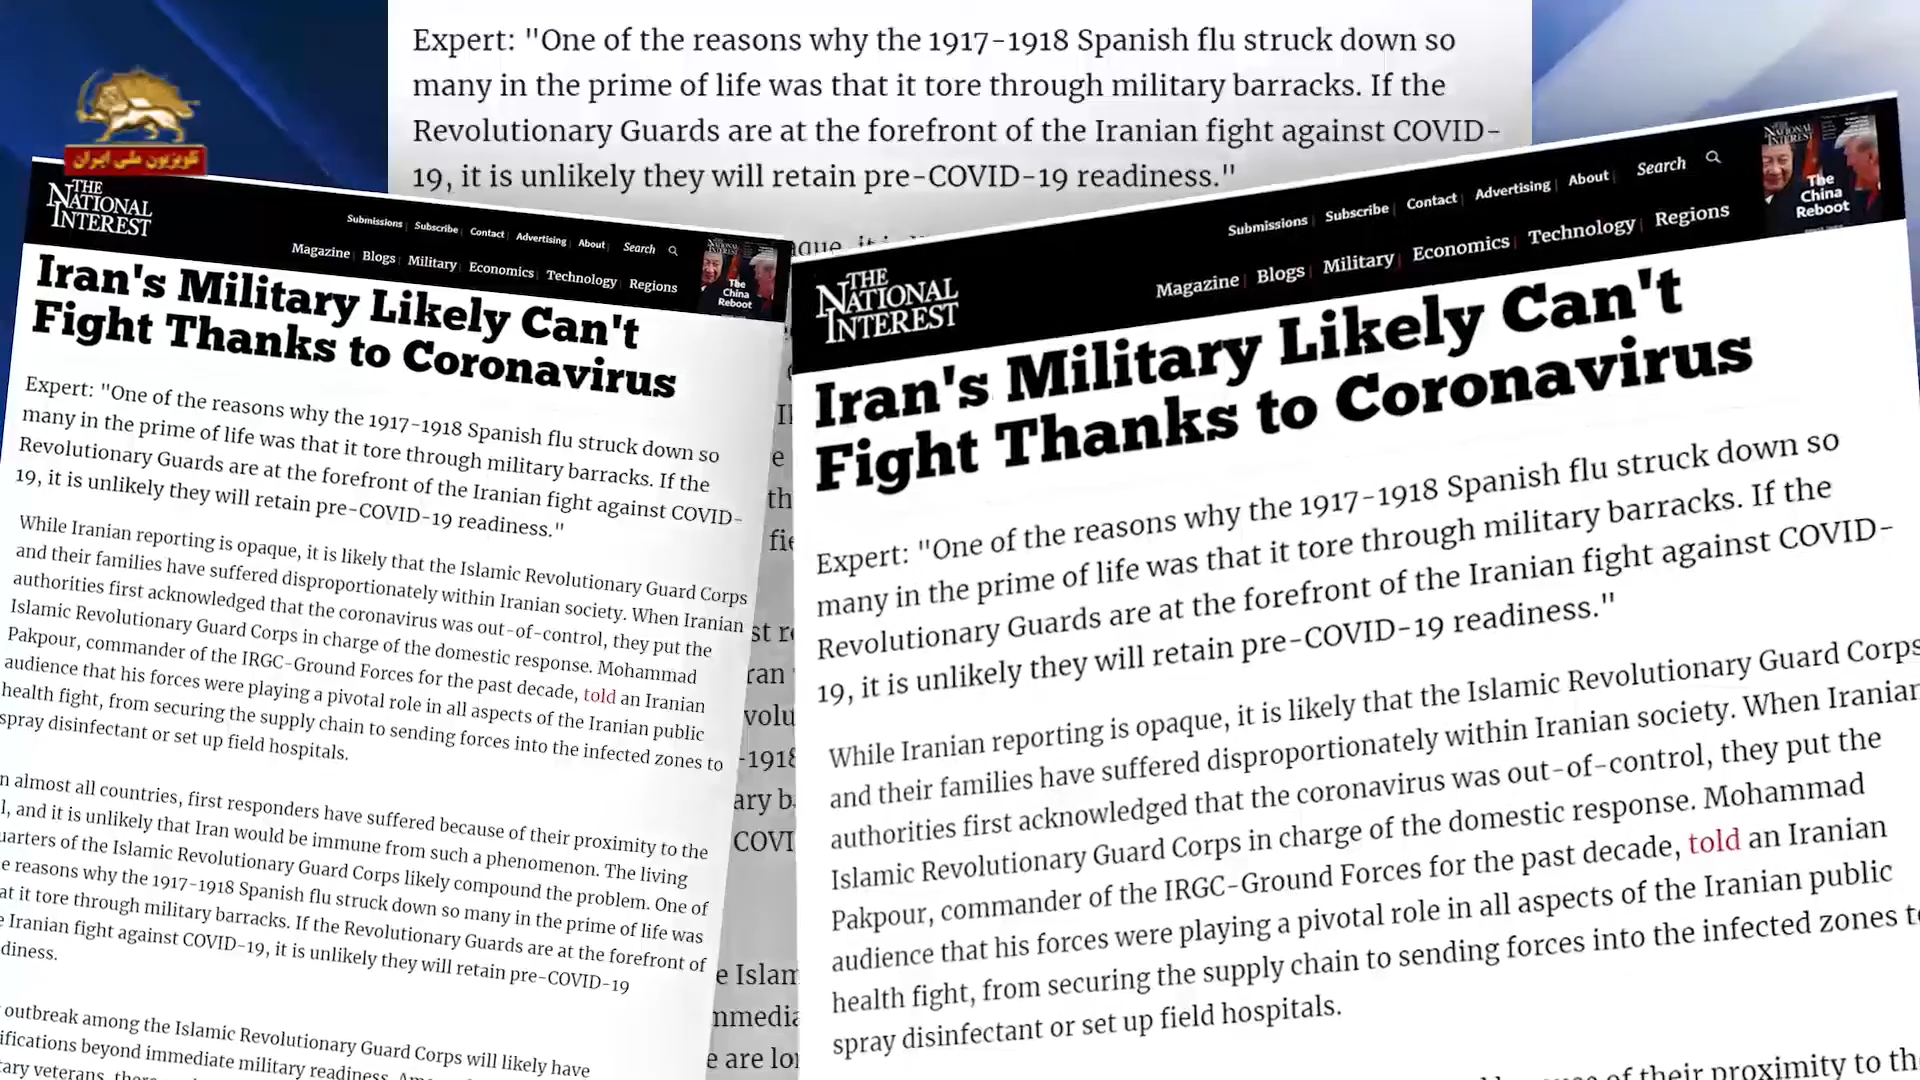 Expert: "One of the reasons why the 1917-1918 Spanish flu struck down so
many in the prime of life was that it tore through military barracks. If the
Revolutionary Guards are at the forefront of the Iranian fight against COVID-
19, it is unlikely they will retain pre-COVID-19 readiness."
تلویزیون ملی ایران
THE
NATIONAL
INTEREST
Submissions Subscribe Contact Advertising About Search
Magazine Blogs Military Economics Technology Regions
The
China
Reboot
Iran's Military Likely Can't
Fight Thanks to Coronavirus
Expert: "One of the reasons why the 1917-1918 Spanish flu struck down so
many in the prime of life was that it tore through military barracks. If the
Revolutionary Guards are at the forefront of the Iranian fight against COVID-
19, it is unlikely they will retain pre-COVID-19 readiness."
While Iranian reporting is opaque, it is likely that the Islamic Revolutionary Guard Corps
and their families have suffered disproportionately within Iranian society. When Iranian
authorities first acknowledged that the coronavirus was out-of-control, they put the
Islamic Revolutionary Guard Corps in charge of the domestic response. Mohammad
Pakpour, commander of the IRGC-Ground Forces for the past decade, told an Iranian
audience that his forces were playing a pivotal role in all aspects of the Iranian public
health fight, from securing the supply chain to sending forces into the infected zones to
spray disinfectant or set up field hospitals.
n almost all countries, first responders have suffered because of their proximity to the
l, and it is unlikely that Iran would be immune from such a phenomenon. The living
uarters of the Islamic Revolutionary Guard Corps likely compound the problem. One of
e reasons why the 1917-1918 Spanish flu struck down so many in the prime of life was
at it tore through military barracks. If the Revolutionary Guards are at the forefront of
e Iranian fight against COVID-19, it is unlikely they will retain pre-COVID-19
diness.
outbreak among the Islamic Revolutionary Guard Corps will likely have
ifications beyond immediate military readiness.
tary veterans,
THE
NATIONAL
INTEREST
Submissions Subscribe Contact Advertising About Search
Magazine Blogs Military Economics Technology Regions
THE NATIONAL INTEREST
The
China
Reboot
Iran's Military Likely Can't
Fight Thanks to Coronavirus
Expert: "One of the reasons why the 1917-1918 Spanish flu struck down so
many in the prime of life was that it tore through military barracks. If the
Revolutionary Guards are at the forefront of the Iranian fight against COVID-
19, it is unlikely they will retain pre-COVID-19 readiness."
While Iranian reporting is opaque, it is likely that the Islamic Revolutionary Guard Corps
and their families have suffered disproportionately within Iranian society. When Iranian
authorities first acknowledged that the coronavirus was out-of-control, they put the
Islamic Revolutionary Guard Corps in charge of the domestic response. Mohammad
Pakpour, commander of the IRGC-Ground Forces for the past decade, told an Iranian
audience that his forces were playing a pivotal role in all aspects of the Iranian public
health fight, from securing the supply chain to sending forces into the infected zones to
spray disinfectant or set up field hospitals.
of their proximity to the